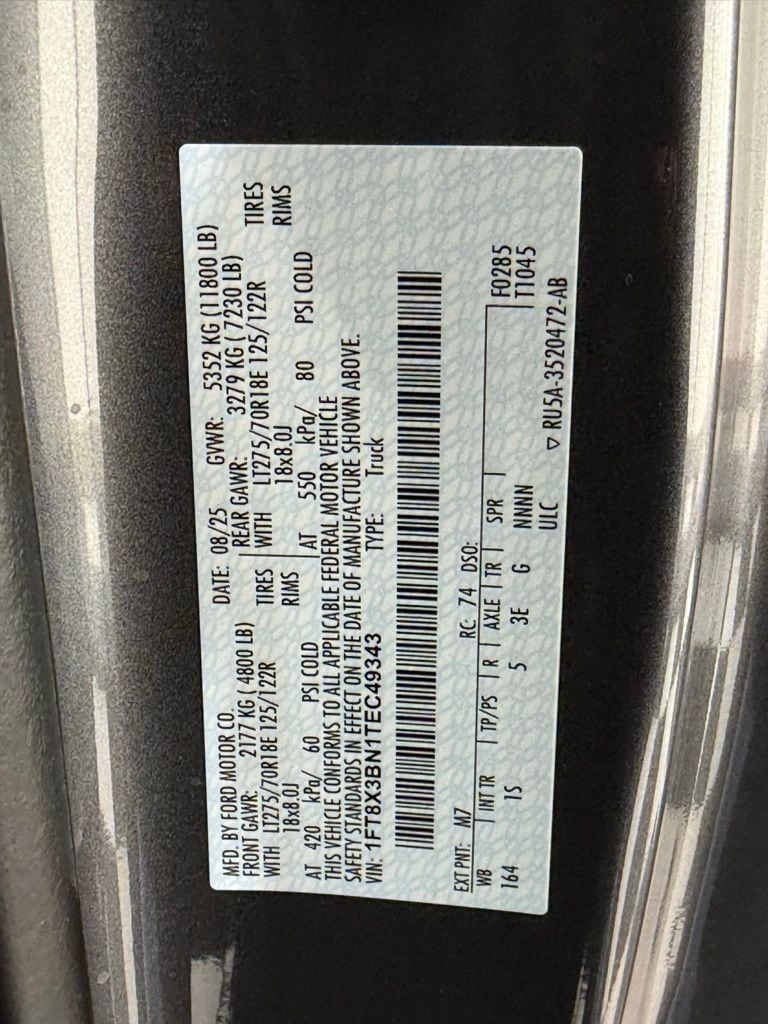 MFD. BY FORD MOTOR CO.
DATE: 08/25 GVWR: 5352 KG (11800 LB)
FRONT GAWR: 2177 KG ( 4800 LB) REAR GAWR: 3279 KG ( 7230 LB)
WITH LT275/70R18E 125/122R TIRES WITH LT275/70R18E 125/122R TIRES
18x8.0J RIMS 18x8.0J RIMS
AT 420 kPa/ 60 PSI COLD AT 550 kPa/ 80 PSI COLD
THIS VEHICLE CONFORMS TO ALL APPLICABLE FEDERAL MOTOR VEHICLE
SAFETY STANDARDS IN EFFECT ON THE DATE OF MANUFACTURE SHOWN ABOVE.
VIN: 1FT8X3BN1TEC49343 TYPE: Truck
EXT PNT: M7 RC: 74 DSO:
WB INT TR TP/PS R AXLE TR SPR F0285
164 1S 5 3E G NNNN T1045
ULC
▽ RU5A-3520472-AB